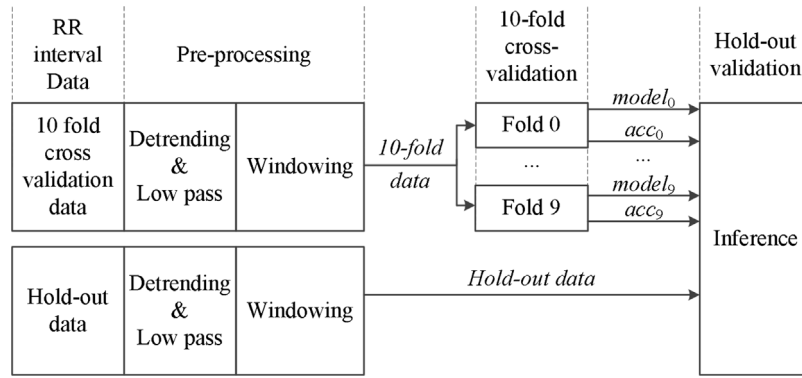 RR
interval
Data
Pre-processing
10-fold
cross-
validation
Hold-out
validation
10 fold
cross
validation
data
Detrending
&
Low pass
Windowing
10-fold
data
Fold 0
...
Fold 9
model₀
acc₀
...
model₉
acc₉
Inference
Hold-out
data
Detrending
&
Low pass
Windowing
Hold-out data